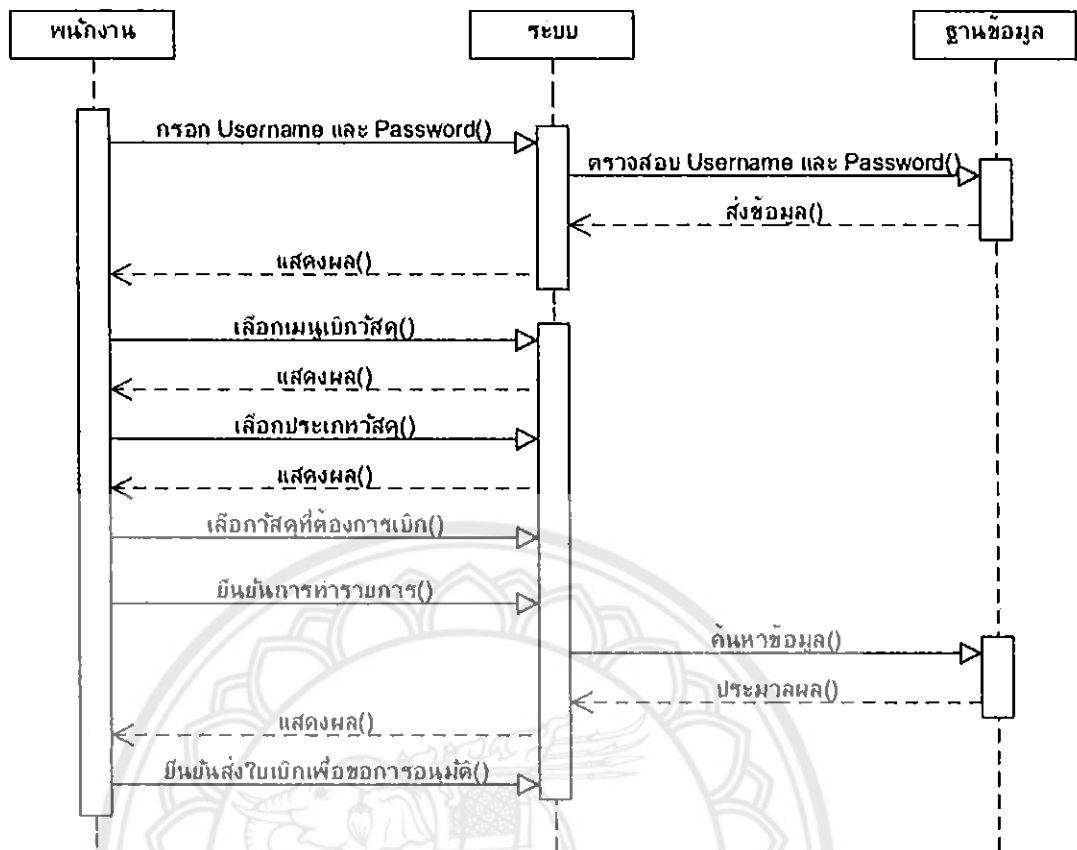 พนักงาน
ระบบ
ฐานข้อมูล
กรอก Username และ Password()
ตรวจสอบ Username และ Password()
ส่งข้อมูล()
แสดงผล()
เลือกเมนูเบิกวัสดุ()
แสดงผล()
เลือกประเภทวัสดุ()
แสดงผล()
เลือกวัสดุที่ต้องการเบิก()
ยืนยันการทำรายการ()
ค้นหาข้อมูล()
ประมวลผล()
แสดงผล()
ยืนยันส่งใบเบิกเพื่อขอการอนุมัติ()